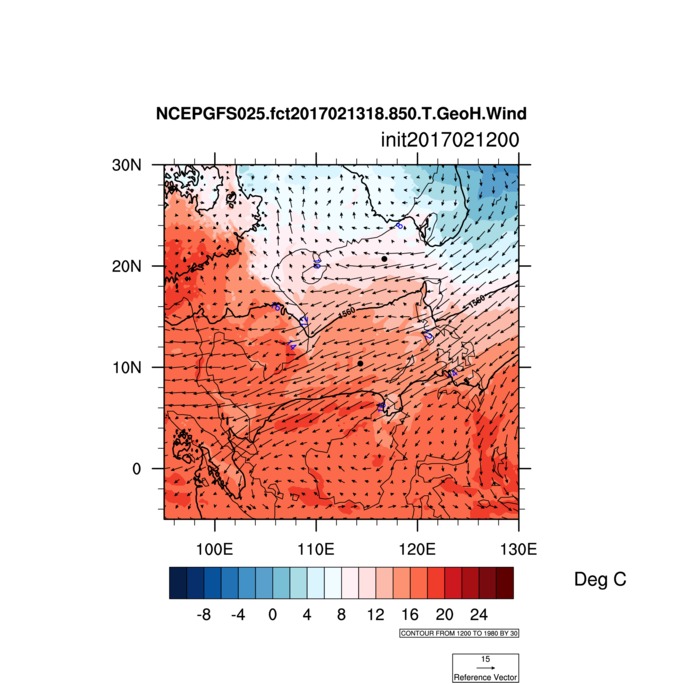 NCEPGFS025.fct2017021318.850.T.GeoH.Wind
init2017021200
30N
20N
10N
0
1560
1560
100E 110E 120E 130E
-8 -4 0 4 8 12 16 20 24
Deg C
CONTOUR FROM 1200 TO 1980 BY 30
15
Reference Vector